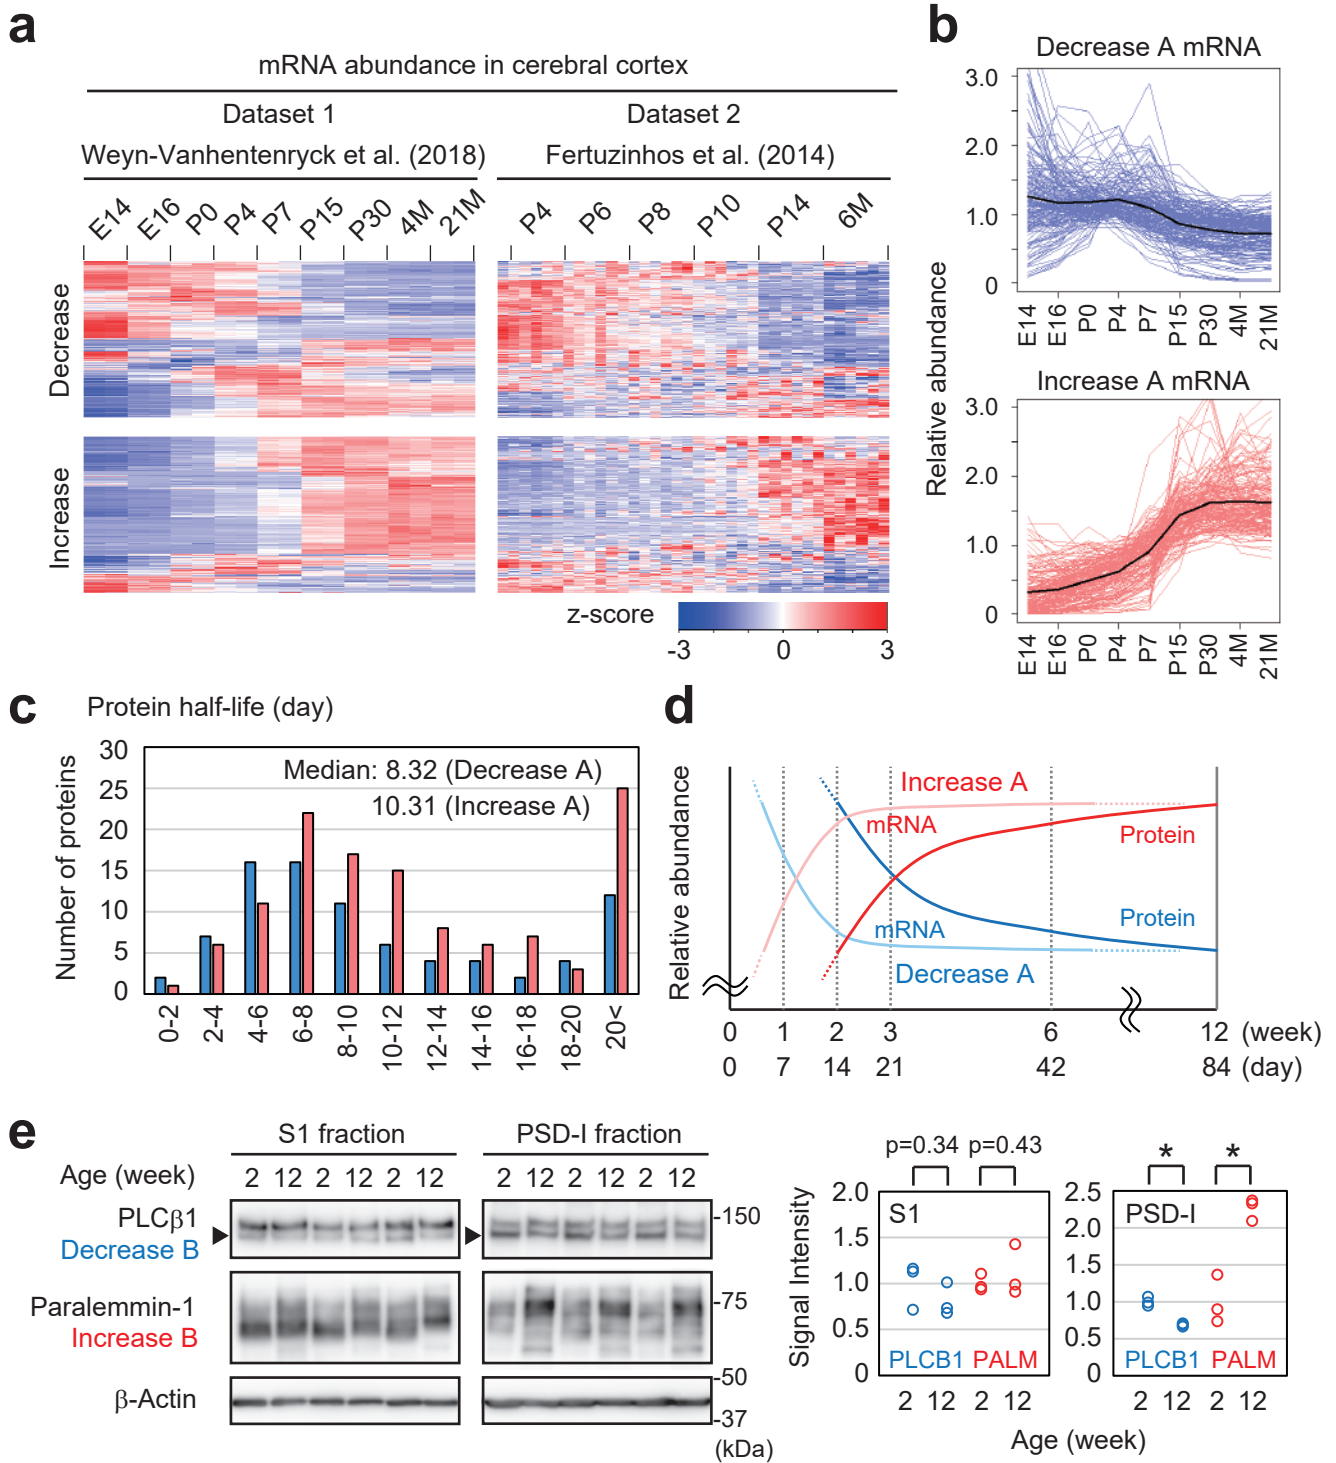 a
mRNA abundance in cerebral cortex
Dataset 1
Dataset 2
Weyn-Vanhentenryck et al. (2018)
Fertuzinhos et al. (2014)
E14 E16 P0 P4 P7 P15 P30 4M 21M
P4 P6 P8 P10 P14 6M
Decrease
Increase
z-score
-3 0 3
b
Decrease A mRNA
3.0
2.0
1.0
0
E14 E16 P0 P4 P7 P15 P30 4M 21M
Relative abundance
Increase A mRNA
3.0
2.0
1.0
0
E14 E16 P0 P4 P7 P15 P30 4M 21M
c
Protein half-life (day)
Number of proteins
30
25
20
15
10
5
0
Median: 8.32 (Decrease A)
10.31 (Increase A)
0-2 2-4 4-6 6-8 8-10 10-12 12-14 14-16 16-18 18-20 20<
d
Relative abundance
Increase A
mRNA
Protein
Protein
mRNA
Decrease A
0 1 2 3 6 12 (week)
0 7 14 21 42 84 (day)
e
S1 fraction
PSD-I fraction
Age (week)
2 12 2 12 2 12
2 12 2 12 2 12
PLCβ1
Decrease B
-150
Paralemmin-1
Increase B
-75
-50
β-Actin
-37
(kDa)
p=0.34 p=0.43
* *
Signal Intensity
2.0
1.5
1.0
0.5
0
S1
PLCB1 PALM
2 12 2 12
2.5
2.0
1.5
1.0
0.5
0
PSD-I
PLCB1 PALM
2 12 2 12
Age (week)